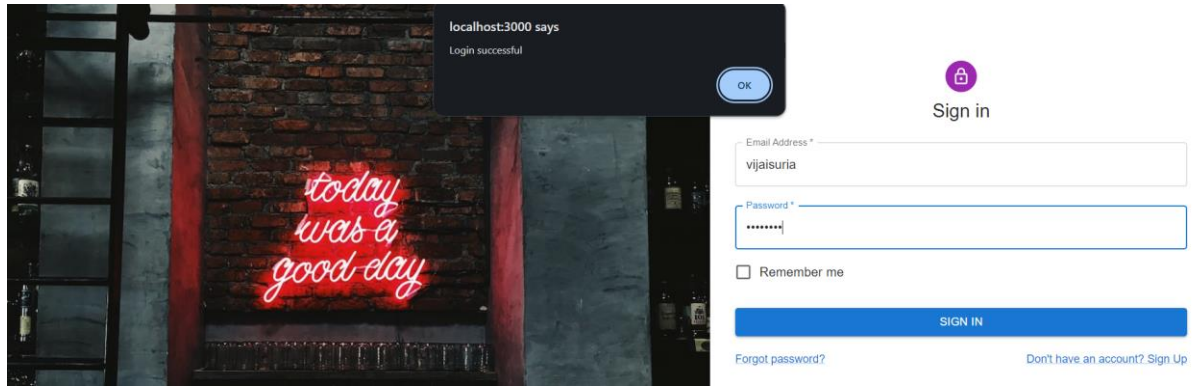 localhost:3000 says
Login successful
OK
today
was a
good day
Sign in
Email Address *
vijaisuria
Password *
••••••••
Remember me
SIGN IN
Forgot password?
Don't have an account? Sign Up